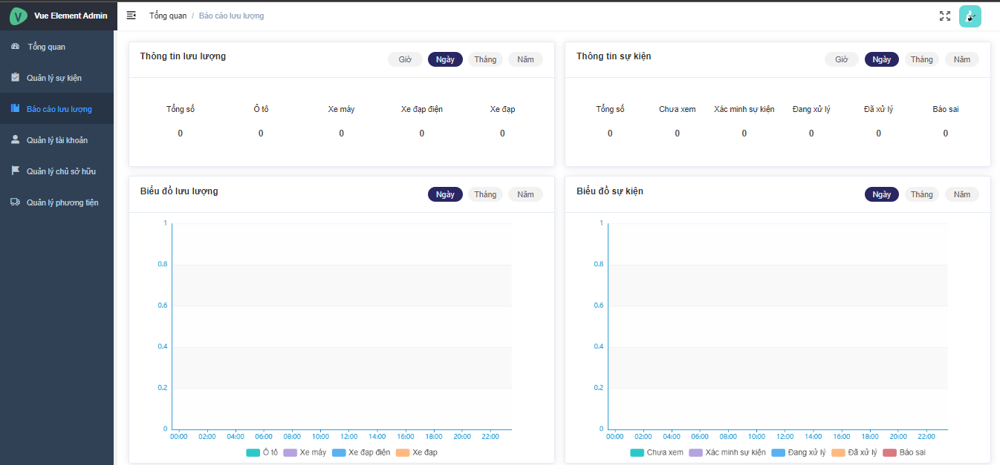 Vue Element Admin
Tổng quan / Báo cáo lưu lượng
Tổng quan
Quản lý sự kiện
Báo cáo lưu lượng
Quản lý tài khoản
Quản lý chủ sở hữu
Quản lý phương tiện
Thông tin lưu lượng
Giờ Ngày Tháng Năm
Tổng số Ô tô Xe máy Xe đạp điện Xe đạp
0 0 0 0 0
Thông tin sự kiện
Giờ Ngày Tháng Năm
Tổng số Chưa xem Xác minh sự kiện Đang xử lý Đã xử lý Báo sai
0 0 0 0 0 0
Biểu đồ lưu lượng
Ngày Tháng Năm
1
0.8
0.6
0.4
0.2
0
00:00 02:00 04:00 06:00 08:00 10:00 12:00 14:00 16:00 18:00 20:00 22:00
Ô tô Xe máy Xe đạp điện Xe đạp
Biểu đồ sự kiện
Ngày Tháng Năm
1
0.8
0.6
0.4
0.2
0
00:00 02:00 04:00 06:00 08:00 10:00 12:00 14:00 16:00 18:00 20:00 22:00
Chưa xem Xác minh sự kiện Đang xử lý Đã xử lý Báo sai